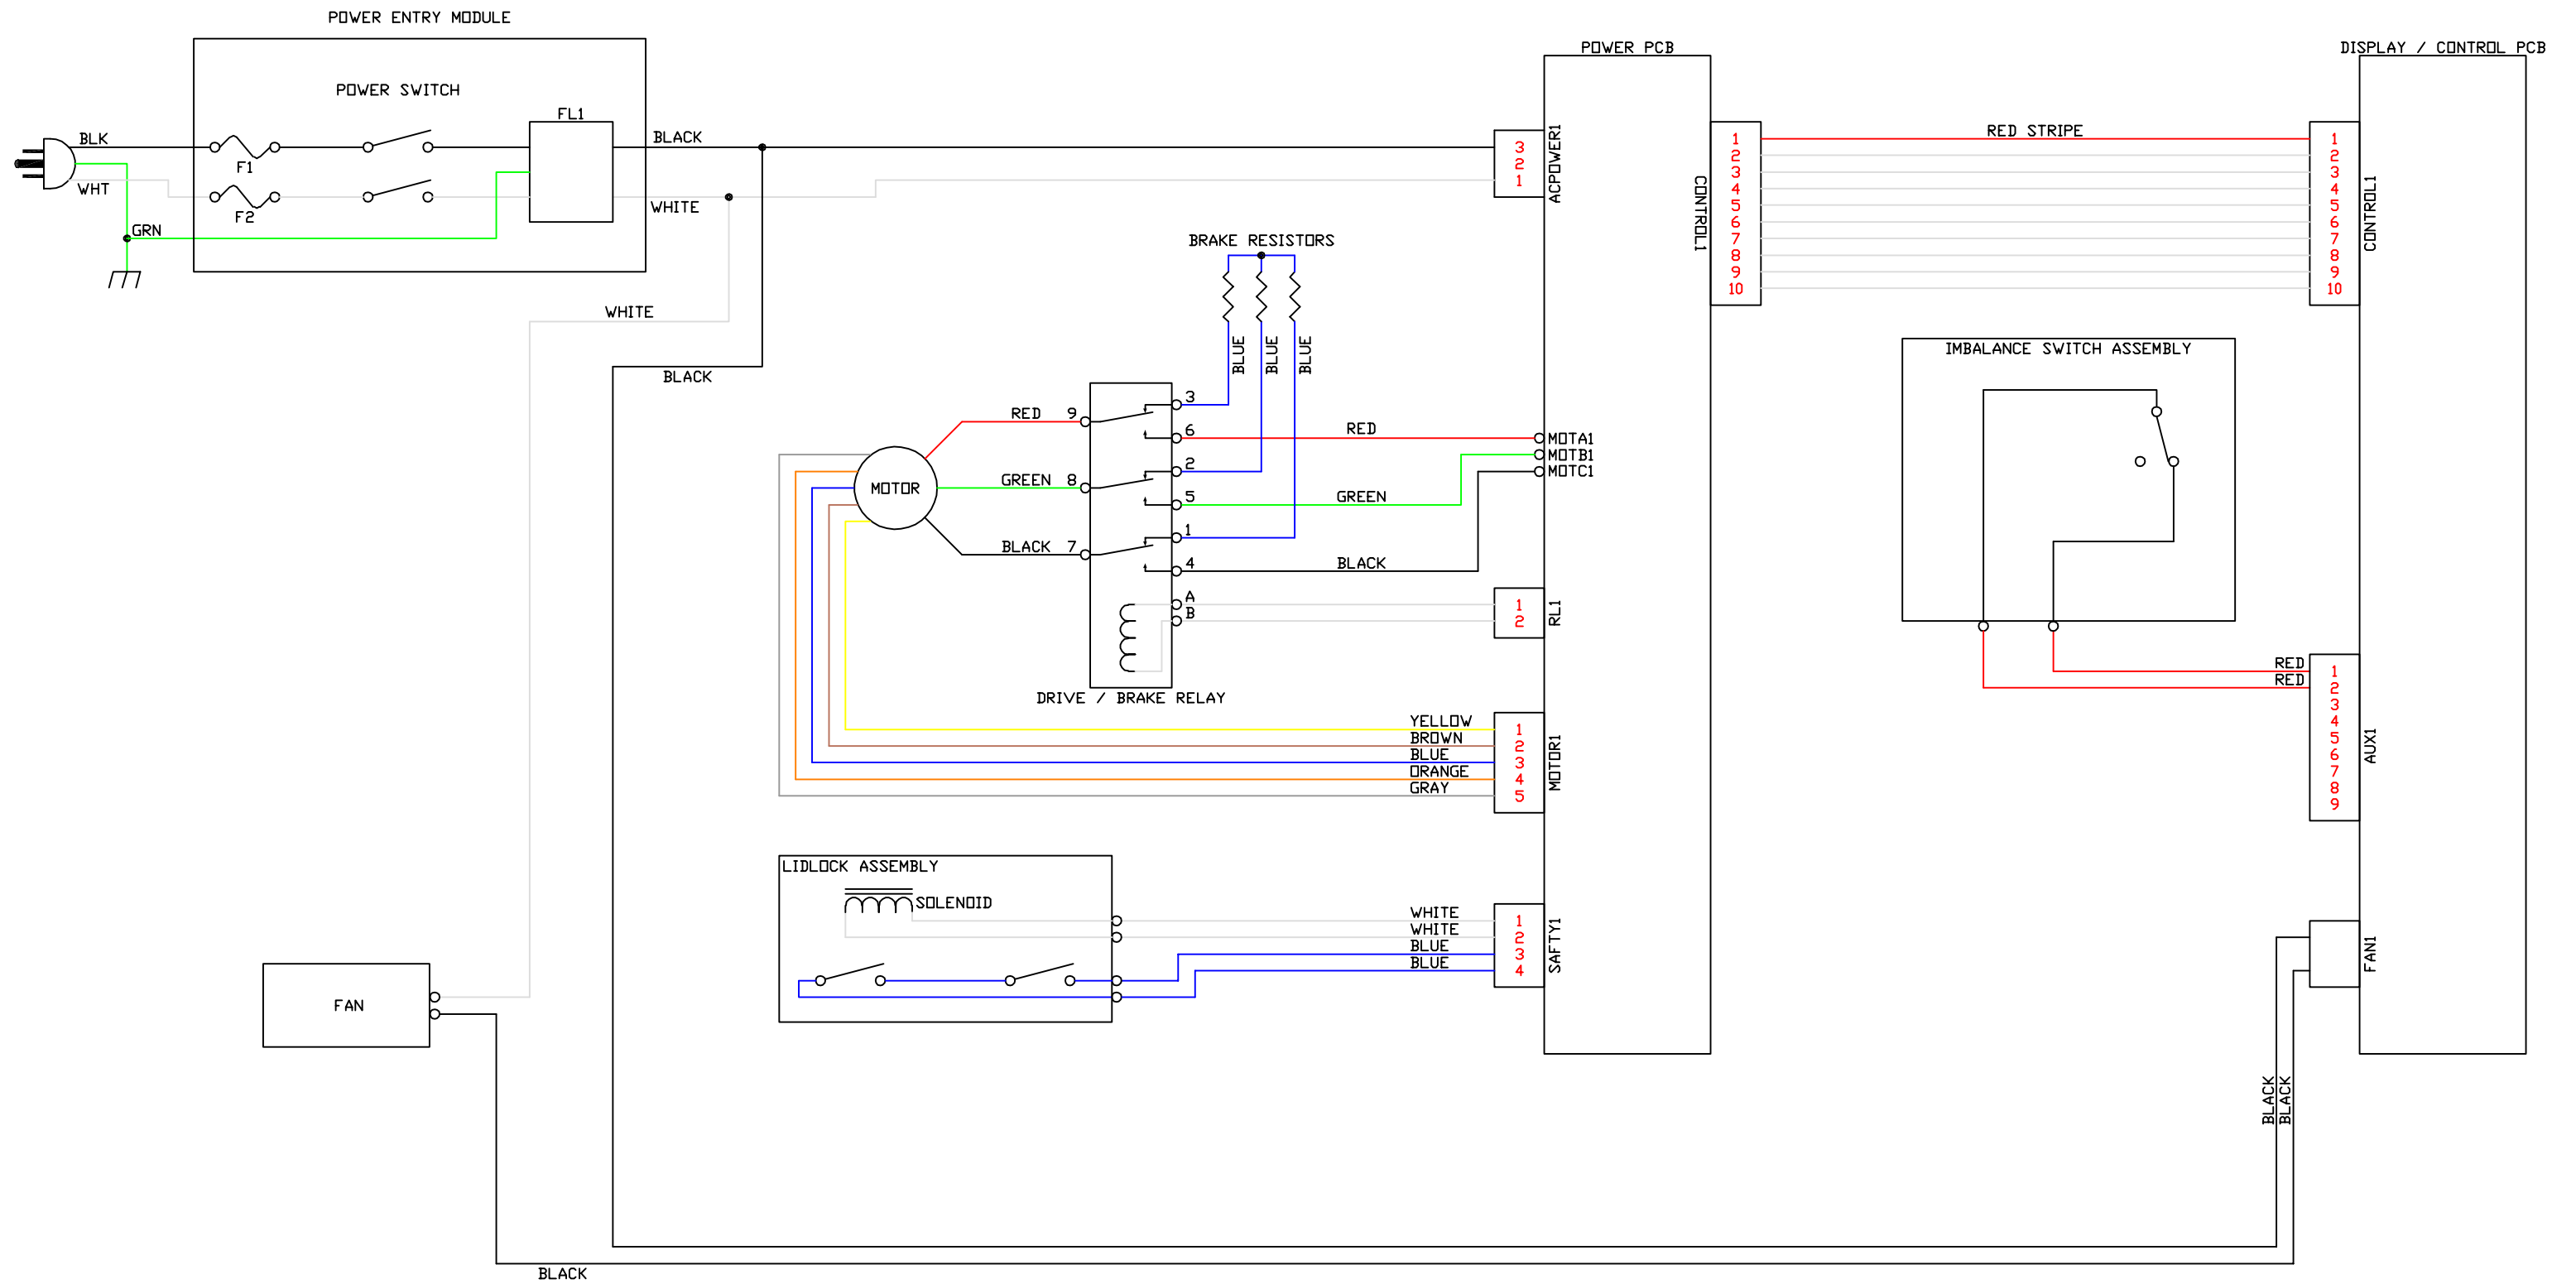 POWER ENTRY MODULE
POWER SWITCH
FL1
BLK
F1
WHT
F2
GRN
BLACK
WHITE
WHITE
BLACK
POWER PCB
ACPOWER1
3
2
1
CONTROL1
1
2
3
4
5
6
7
8
9
10
RED STRIPE
DISPLAY / CONTROL PCB
CONTROL1
1
2
3
4
5
6
7
8
9
10
BRAKE RESISTORS
BLUE
BLUE
BLUE
IMBALANCE SWITCH ASSEMBLY
MOTOR
RED 9
GREEN 8
BLACK 7
3
6
2
5
1
4
A
B
RED
GREEN
BLACK
MOTA1
MOTB1
MOTC1
RL1
1
2
DRIVE / BRAKE RELAY
YELLOW
BROWN
BLUE
ORANGE
GRAY
1
2
3
4
5
MOTOR1
RED
RED
1
2
3
4
5
6
7
8
9
AUX1
LIDLOCK ASSEMBLY
SOLENOID
WHITE
WHITE
BLUE
BLUE
1
2
3
4
SAFTY1
FAN
FAN1
BLACK
BLACK
BLACK